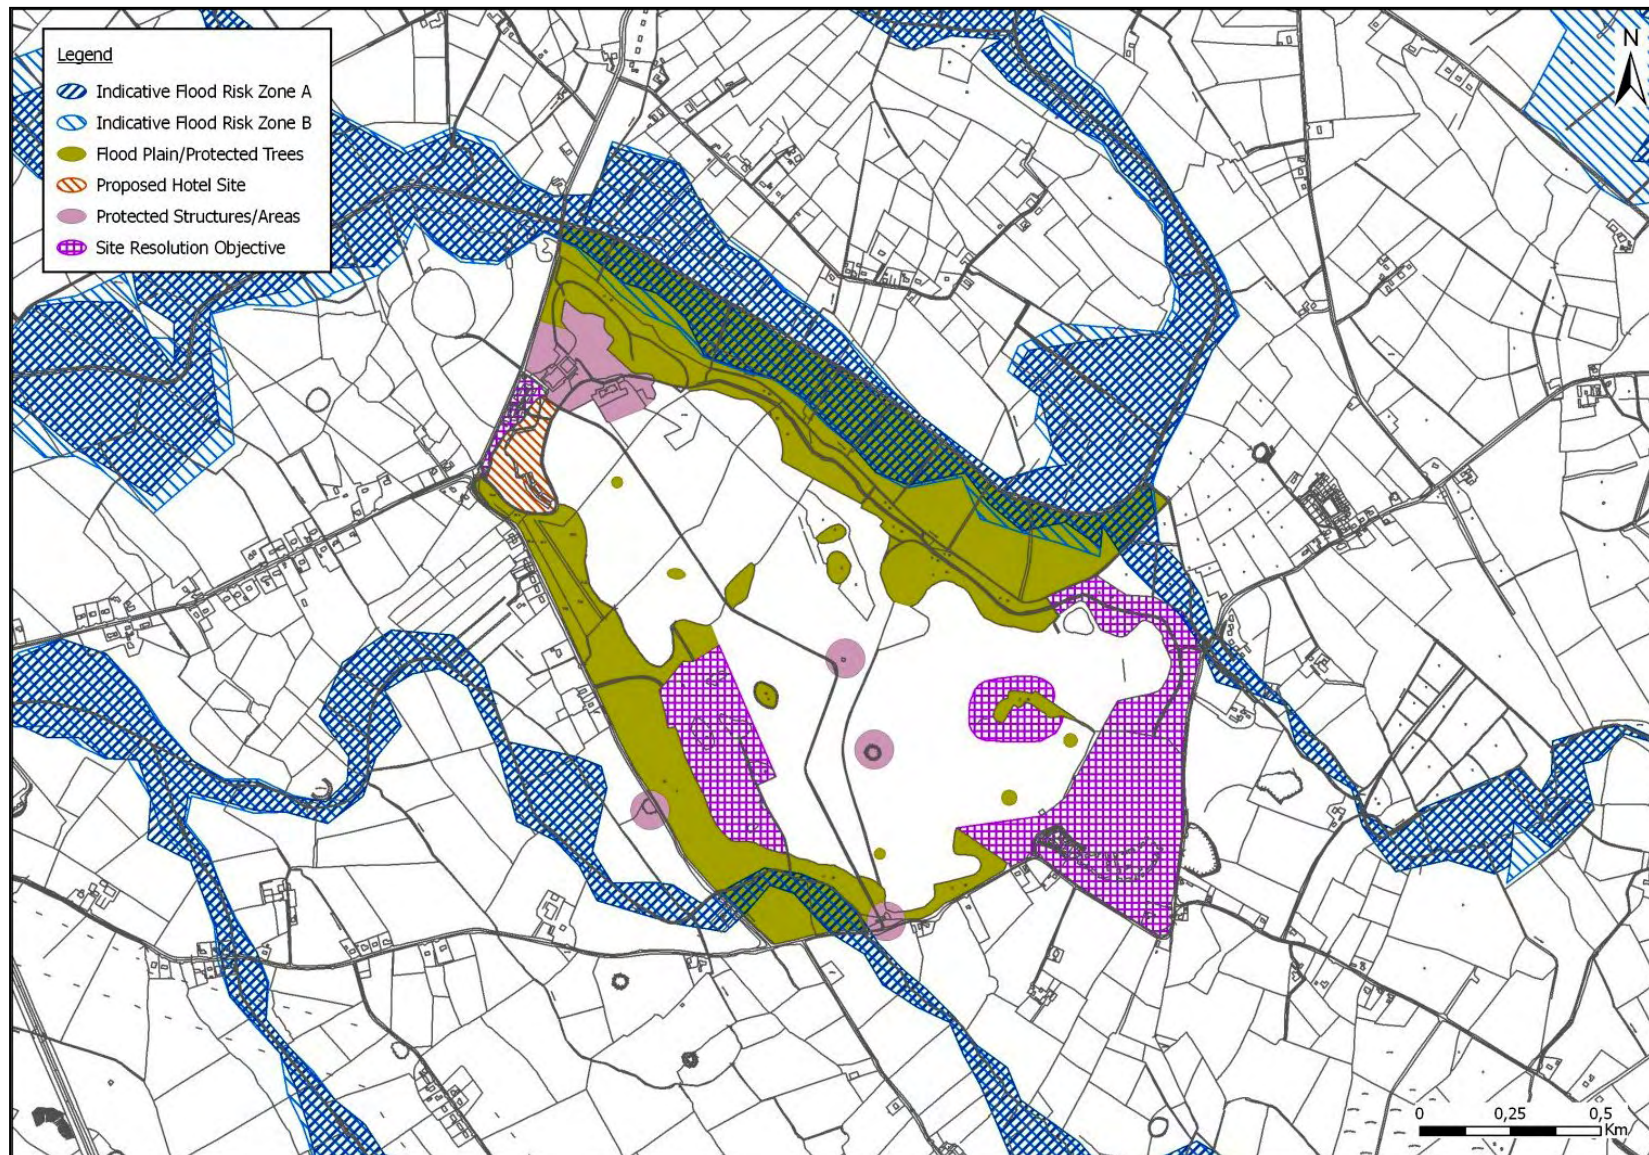 Legend
Indicative Flood Risk Zone A
Indicative Flood Risk Zone B
Flood Plain/Protected Trees
Proposed Hotel Site
Protected Structures/Areas
Site Resolution Objective
N
0 0,25 0,5
Km